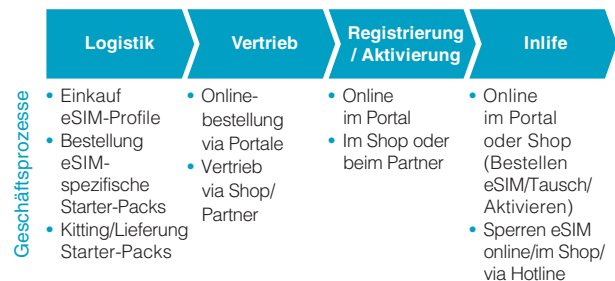 Geschäftsprozesse
Logistik
• Einkauf
eSIM-Profile
• Bestellung
eSIM-
spezifische
Starter-Packs
• Kitting/Lieferung
Starter-Packs
Vertrieb
• Online-
bestellung
via Portale
• Vertrieb
via Shop/
Partner
Registrierung
/ Aktivierung
• Online
im Portal
• Im Shop oder
beim Partner
Inlife
• Online
im Portal
oder Shop
(Bestellen
eSIM/Tausch/
Aktivieren)
• Sperren eSIM
online/im Shop/
via Hotline